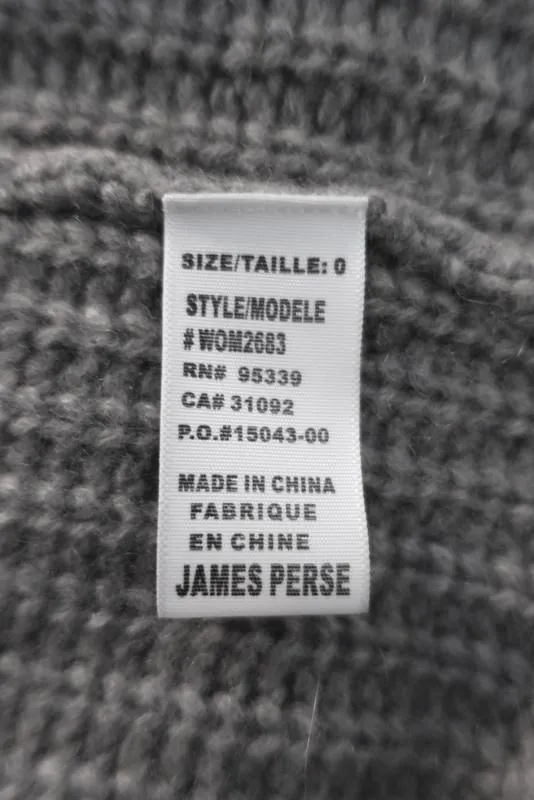 SIZE/TAILLE: 0
STYLE/MODELE
# WOM2683
RN# 95339
CA# 31092
P.O.#15043-00
MADE IN CHINA
FABRIQUE
EN CHINE
JAMES PERSE